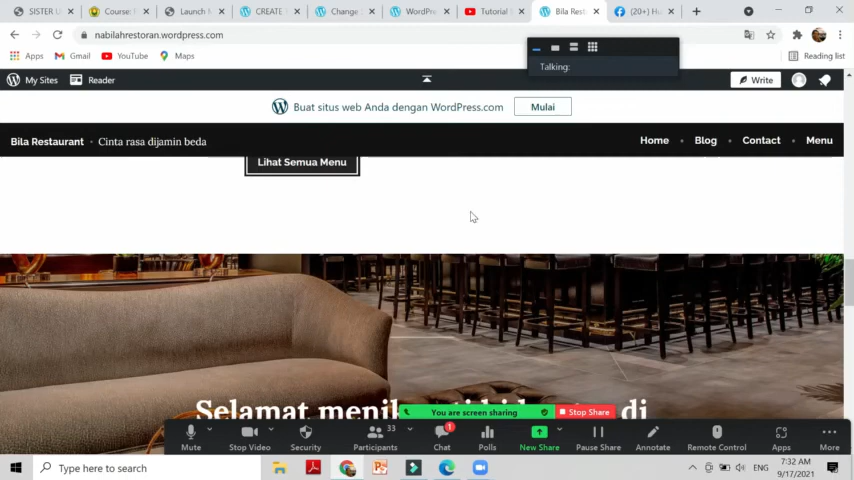 SISTER U
Course: 
Launch M
CREATE 
Change 
WordPre
Tutorial 
Bila Rest
(20+) Hu
nabilahrestoran.wordpress.com
Apps
Gmail
YouTube
Maps
Reading list
Talking:
My Sites
Reader
Write
Buat situs web Anda dengan WordPress.com
Mulai
Bila Restaurant - Cinta rasa dijamin beda
Home
Blog
Contact
Menu
Lihat Semua Menu
Selamat di
You are screen sharing
Stop Share
33
1
Mute
Stop Video
Security
Participants
Chat
Polls
New Share
Pause Share
Annotate
Remote Control
Apps
More
Type here to search
ENG
7:32 AM
9/17/2021